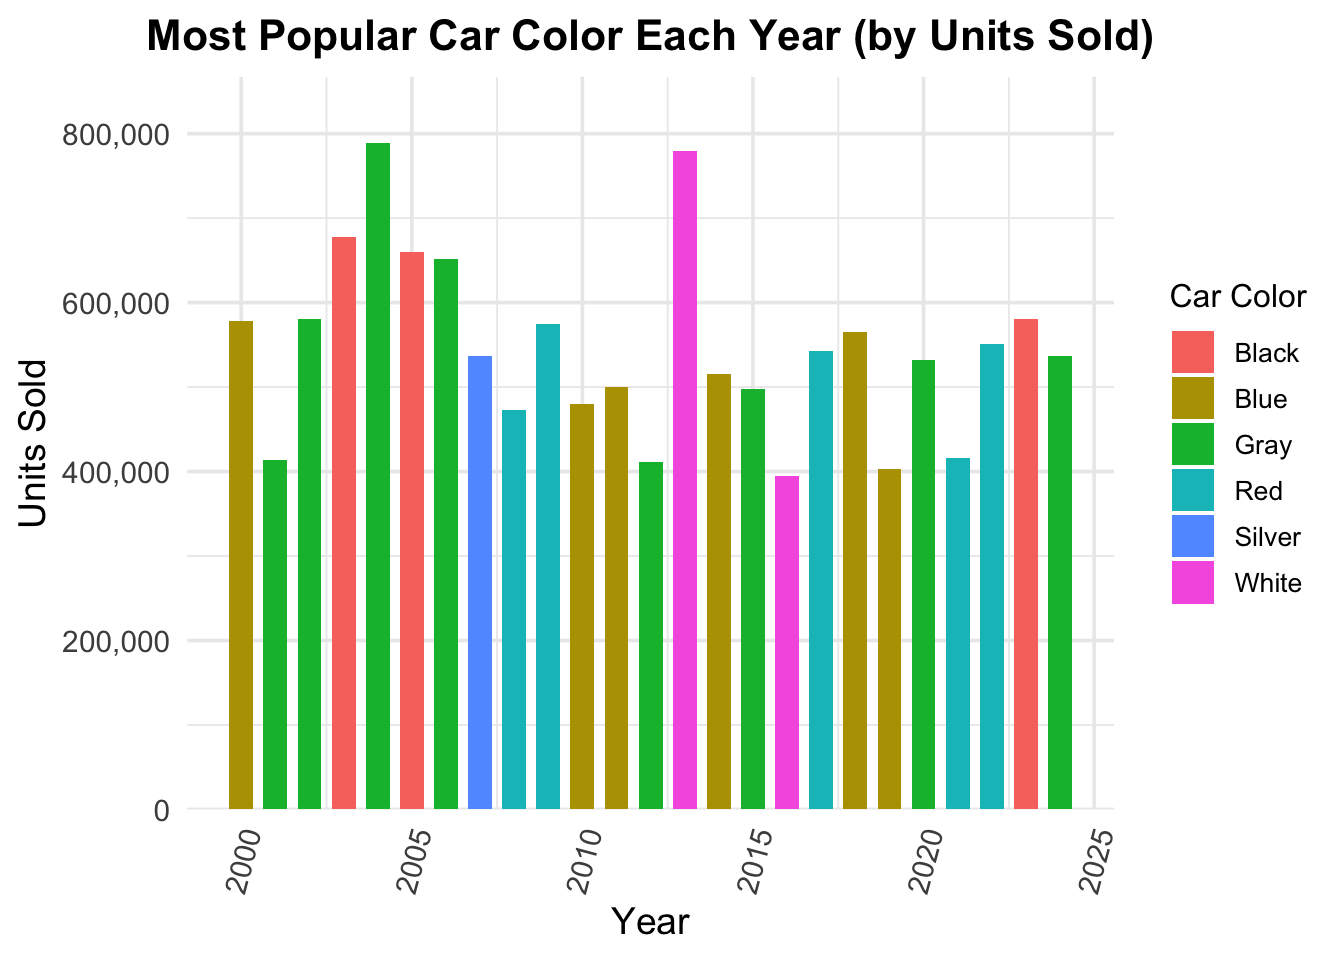 Most Popular Car Color Each Year (by Units Sold)
800,000
600,000
400,000
200,000
0
Units Sold
2000
2005
2010
2015
2020
2025
Year
Car Color
Black
Blue
Gray
Red
Silver
White